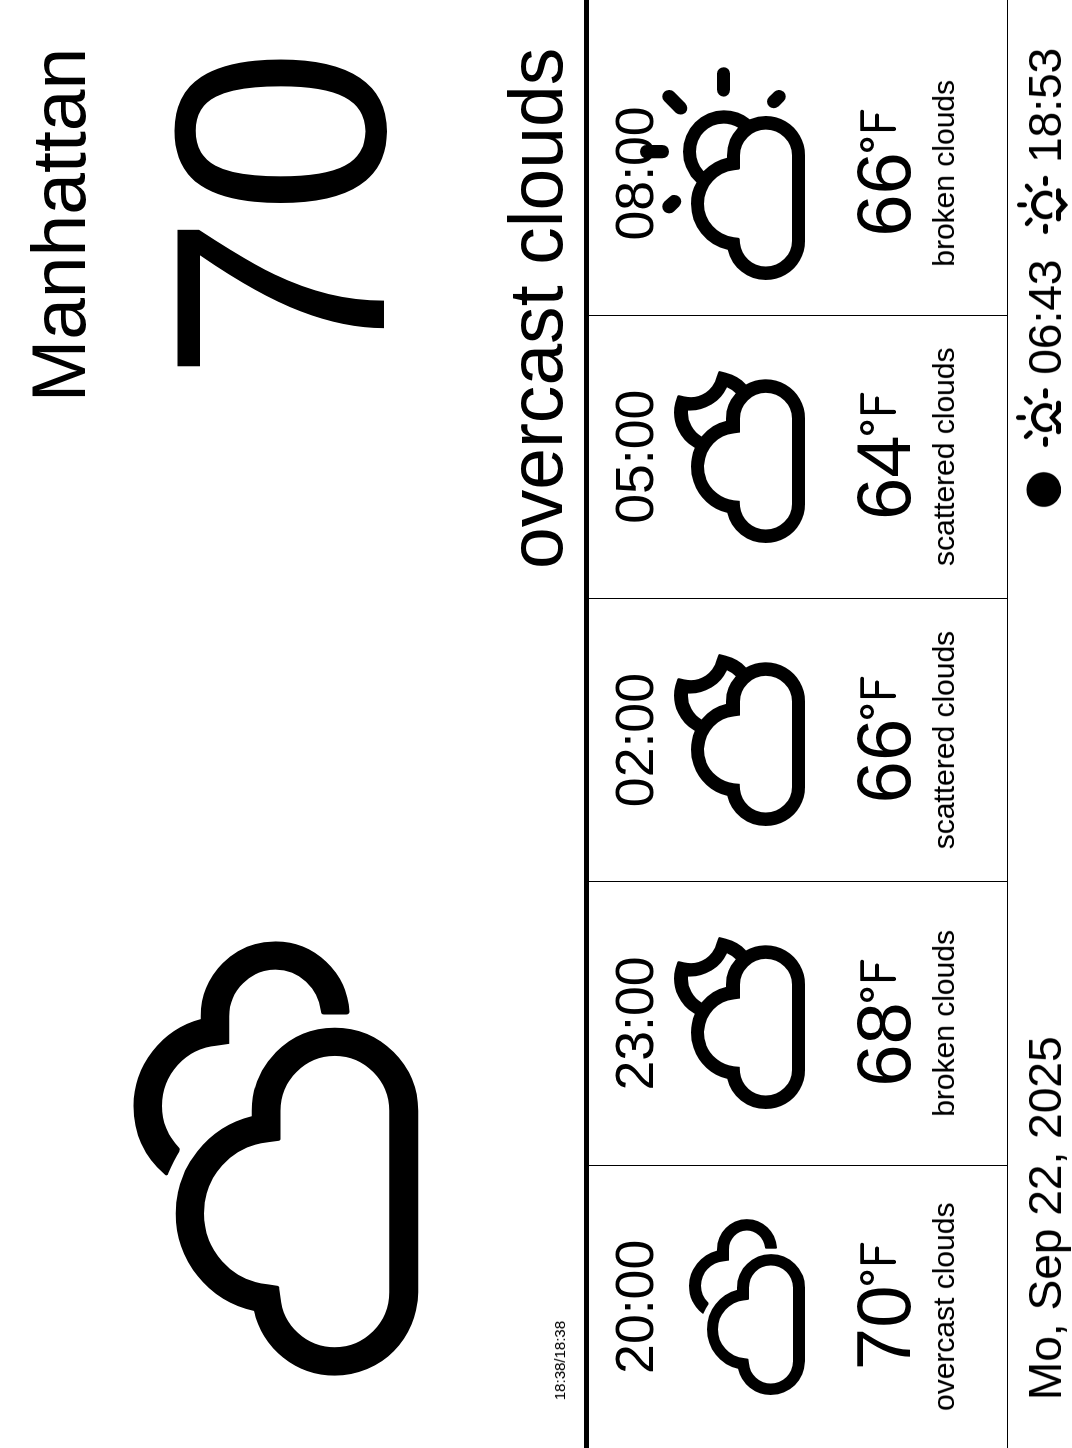 Manhattan
70
overcast clouds
18:38/18:38
20:00
70°F
overcast clouds
23:00
68°F
broken clouds
02:00
66°F
scattered clouds
05:00
64°F
scattered clouds
08:00
66°F
broken clouds
Mo, Sep 22, 2025
06:43
18:53